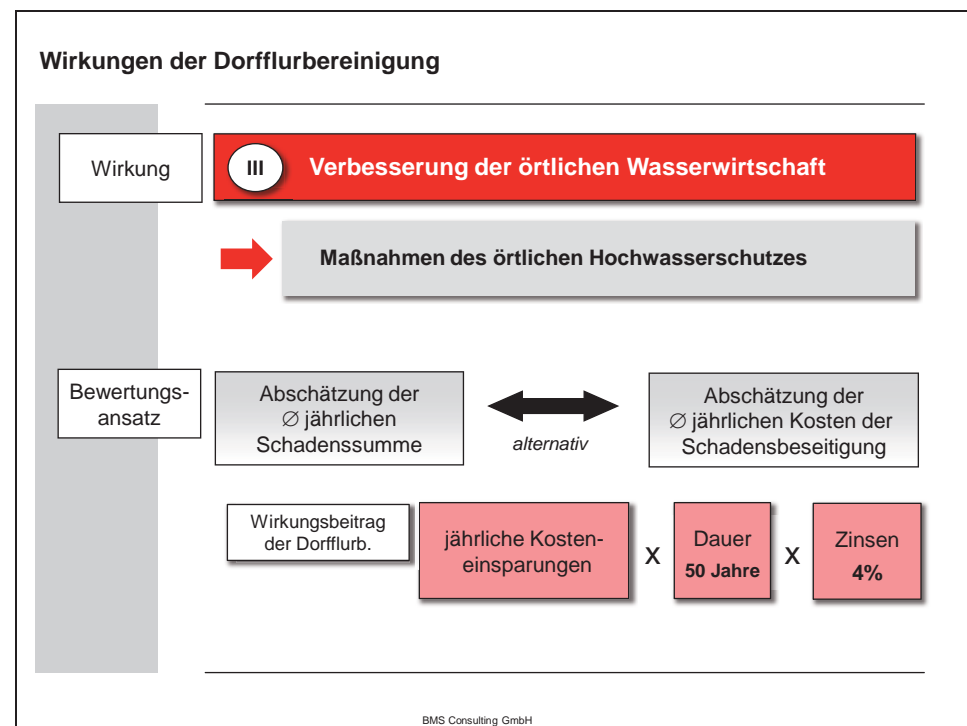 Wirkungen der Dorfflurbereinigung
Wirkung
III
Verbesserung der örtlichen Wasserwirtschaft
Maßnahmen des örtlichen Hochwasserschutzes
Bewertungs-
ansatz
Abschätzung der
∅ jährlichen
Schadenssumme
alternativ
Abschätzung der
∅ jährlichen Kosten der
Schadensbeseitigung
Wirkungsbeitrag
der Dorfflurb.
jährliche Kosten-
einsparungen
x
Dauer
50 Jahre
x
Zinsen
4%
BMS Consulting GmbH